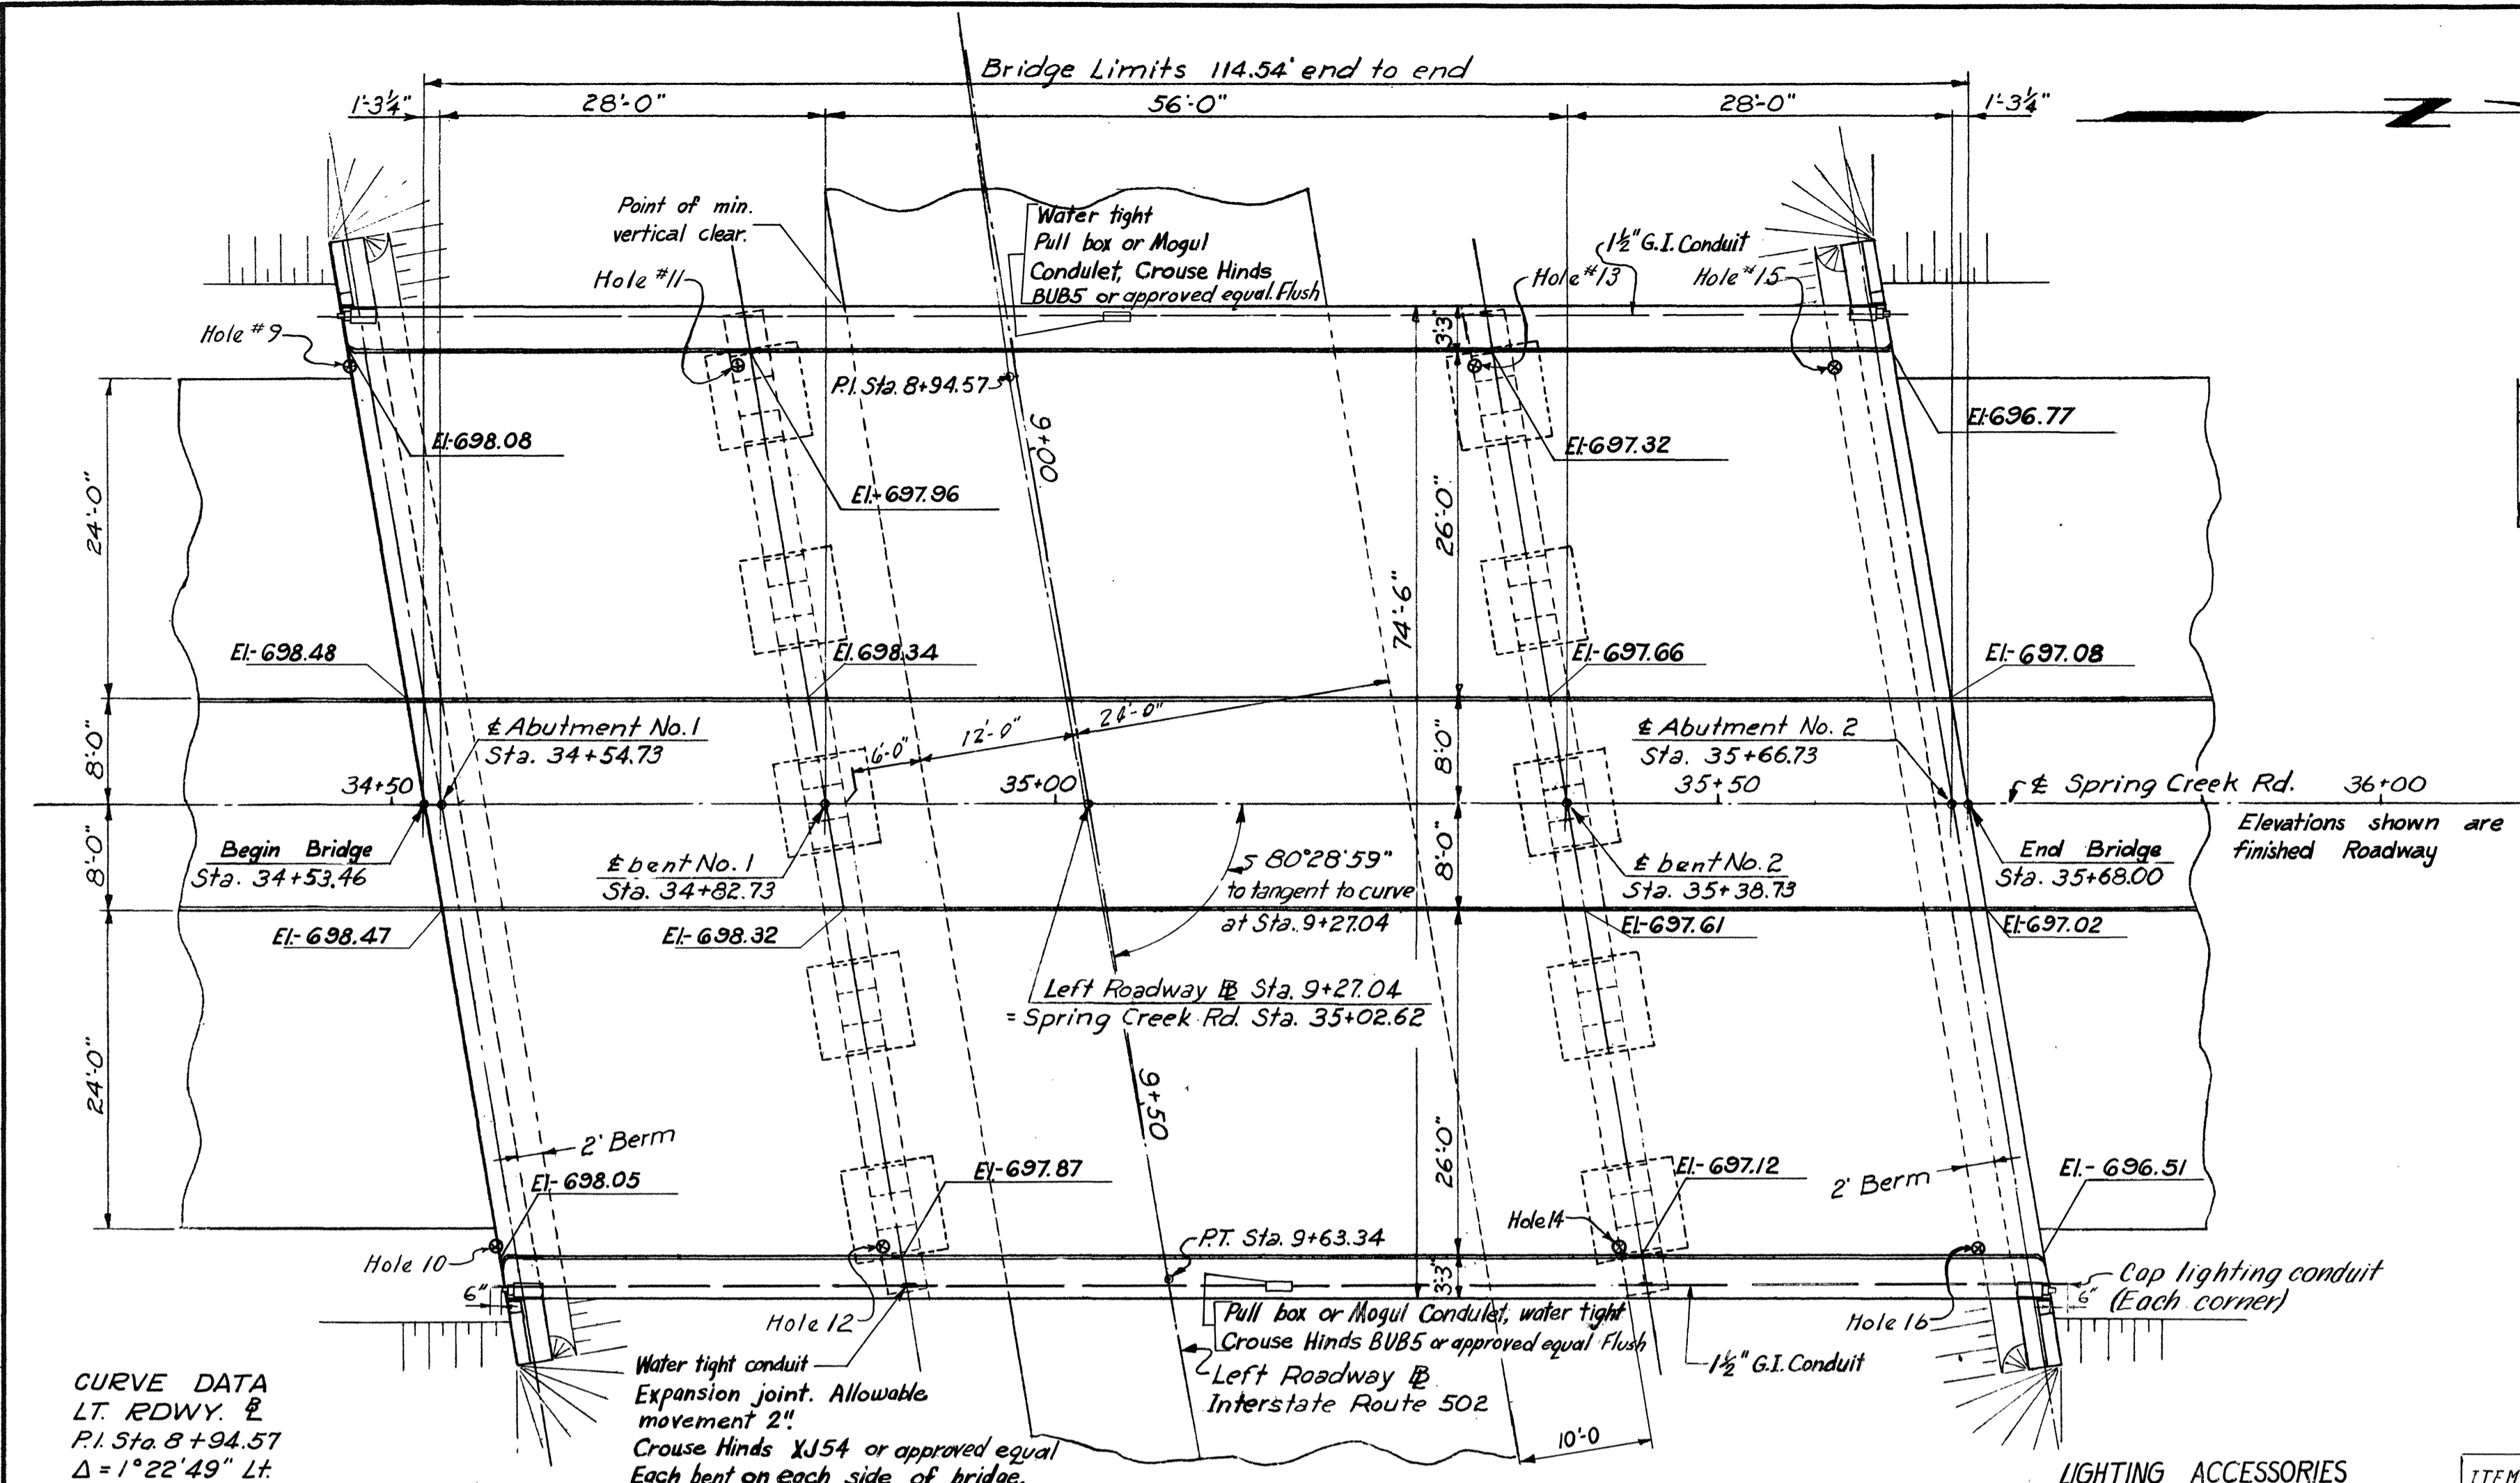 Bridge Limits 114.54' end to end
1'-3¼"
28'-0"
56'-0"
28'-0"
1'-3¼"
Point of min.
vertical clear.
Water tight
Pull box or Mogul
Condulet, Crouse Hinds
BUB5 or approved equal. Flush
1½" G.I. Conduit
Hole #11
Hole #13
Hole #15
Hole #9
3'-3"
P.I. Sta. 8+94.57
9+00
El.-698.08
El.-697.96
El.-697.32
El.-696.77
24'-0"
26'-0"
74'-6"
El.-698.48
El. 698.34
El.-697.66
El.-697.08
℄ Abutment No. 1
Sta. 34+54.73
6'-0"
12'-0"
24'-0"
℄ Abutment No. 2
Sta. 35+66.73
8'-0"
8'-0"
34+50
35+00
35+50
℄ Spring Creek Rd.
36+00
Elevations shown are
finished Roadway
Begin Bridge
Sta. 34+53.46
℄ bent No. 1
Sta. 34+82.73
80°28'59"
to tangent to curve
at Sta. 9+27.04
℄ bent No. 2
Sta. 35+38.73
End Bridge
Sta. 35+68.00
8'-0"
8'-0"
El.-698.47
El.-698.32
El.-697.61
El.-697.02
Left Roadway ℄ Sta. 9+27.04
= Spring Creek Rd. Sta. 35+02.62
24'-0"
9+50
26'-0"
2' Berm
El.-698.05
El.-697.87
El.-697.12
2' Berm
El.-696.51
Hole 10
Hole 12
P.T. Sta. 9+63.34
Hole 14
Hole 16
3'-3"
6"
Cap lighting conduit
(Each corner)
6"
Pull box or Mogul Condulet, water tight
Crouse Hinds BUB5 or approved equal Flush
Left Roadway ℄
Interstate Route 502
1½" G.I. Conduit
10'-0
Water tight conduit
Expansion joint. Allowable
movement 2".
Crouse Hinds XJ54 or approved equal
Each bent on each side of bridge.
CURVE DATA
LT. RDWY. ℄
P.I. Sta. 8+94.57
Δ = 1°22'49" Lt.
LIGHTING ACCESSORIES
ITEM